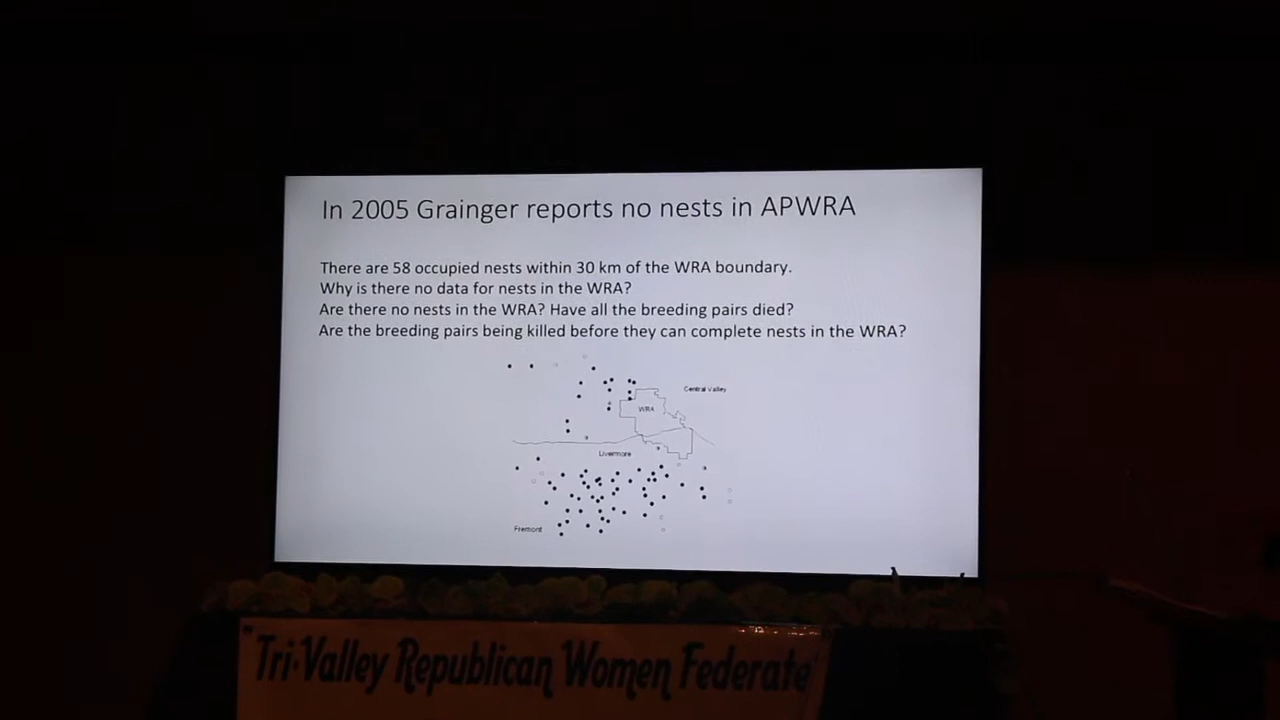 In 2005 Grainger reports no nests in APWRA
There are 58 occupied nests within 30 km of the WRA boundary.
Why is there no data for nests in the WRA?
Are there no nests in the WRA? Have all the breeding pairs died?
Are the breeding pairs being killed before they can complete nests in the WRA?
Central Valley
WRA
Livermore
Fremont
Tri-Valley Republican Women Federate